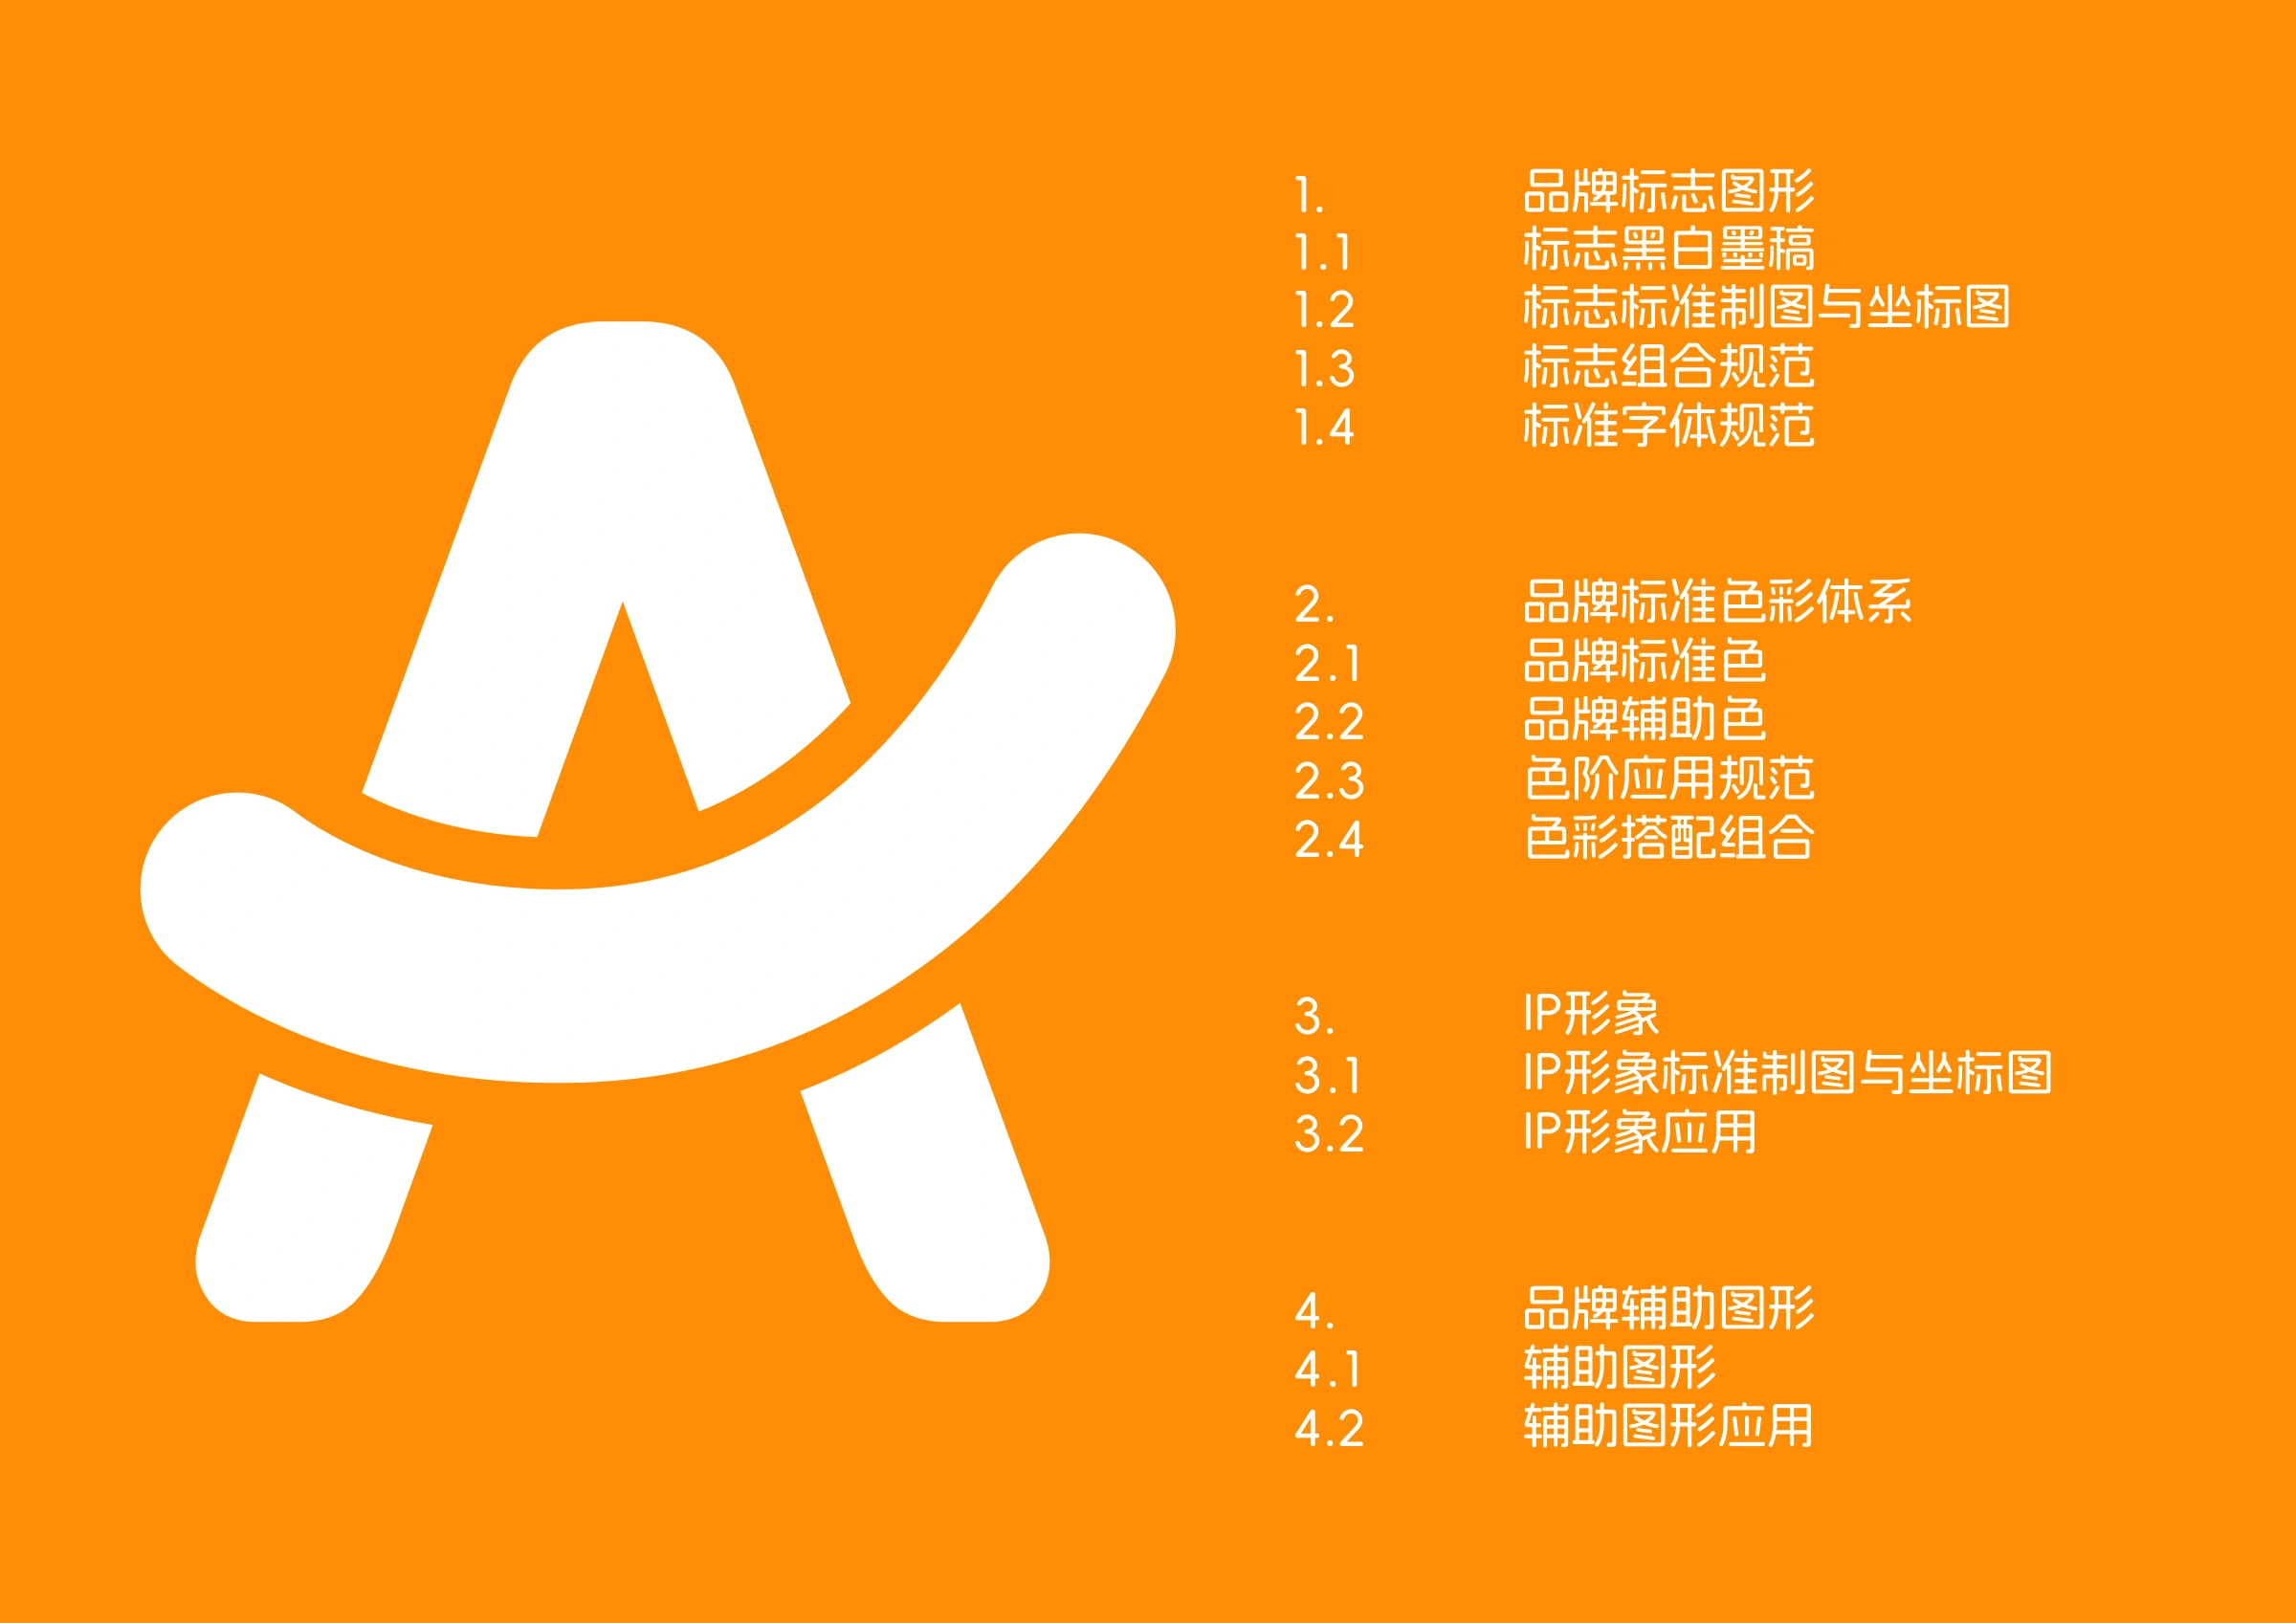 1. 品牌标志图形
1.1 标志黑白墨稿
1.2 标志标准制图与坐标图
1.3 标志组合规范
1.4 标准字体规范
2. 品牌标准色彩体系
2.1 品牌标准色
2.2 品牌辅助色
2.3 色阶应用规范
2.4 色彩搭配组合
3. IP形象
3.1 IP形象标准制图与坐标图
3.2 IP形象应用
4. 品牌辅助图形
4.1 辅助图形
4.2 辅助图形应用